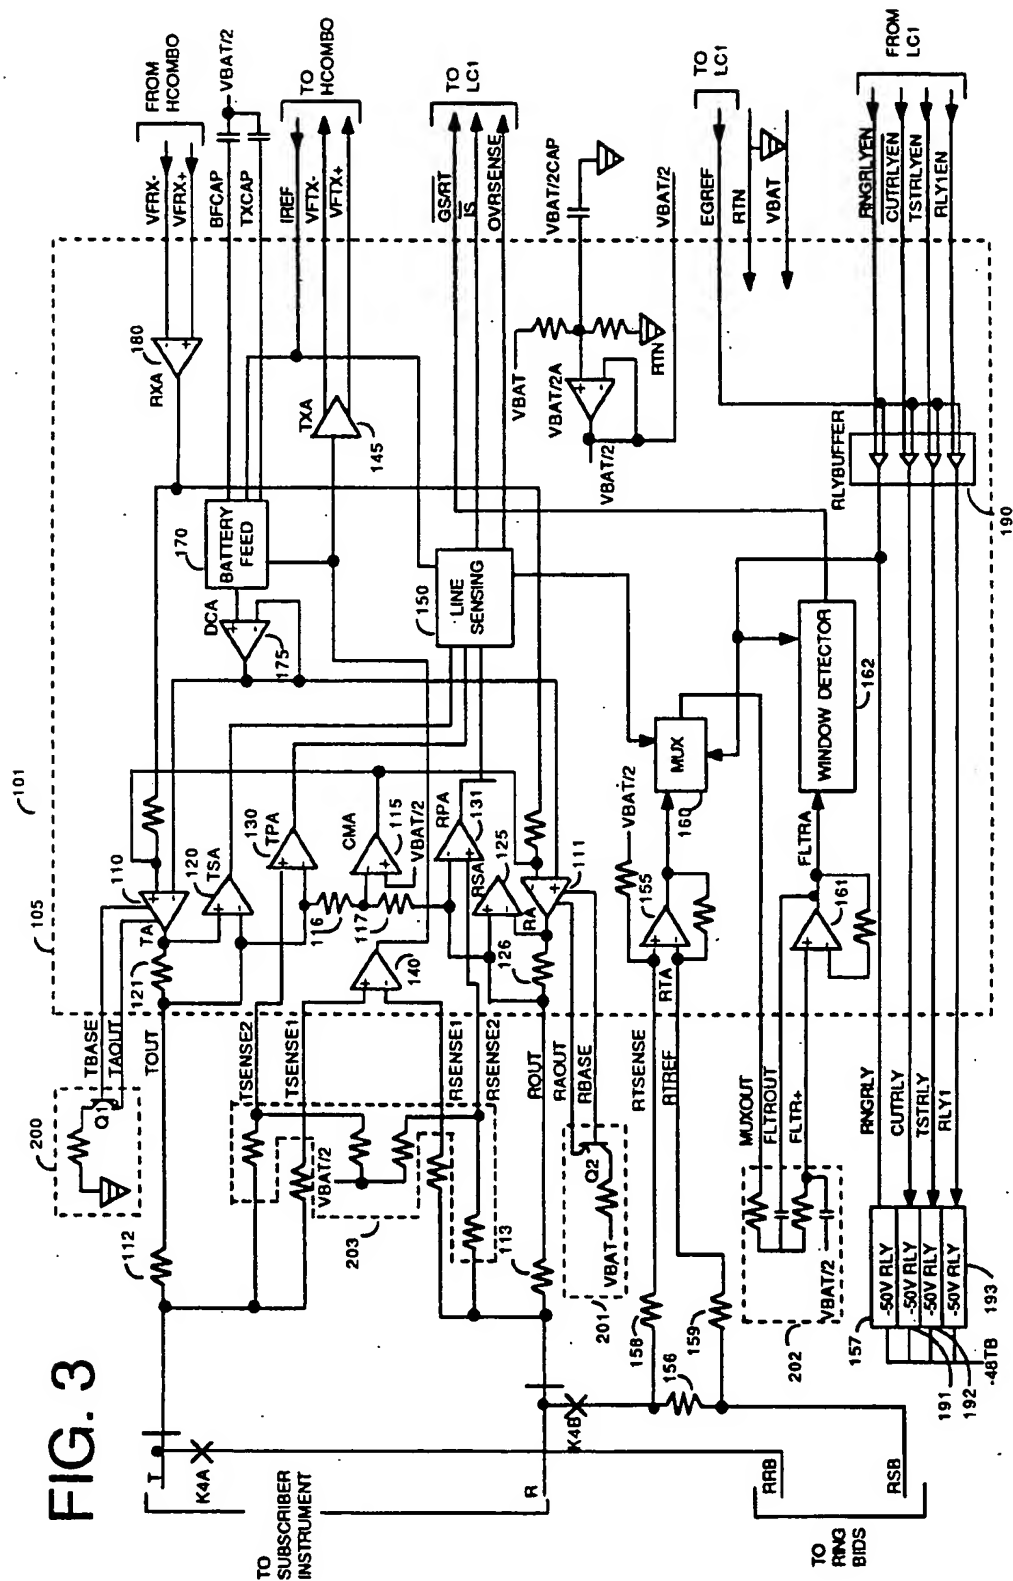 FIG. 3
101
105
FROM HCOMBO
VFRX-
VFRX+
180
RXA
BFCAP
TXCAP
VBAT/2
TO HCOMBO
IREF
VFTX-
VFTX+
TXA
145
170
BATTERY FEED
DCA
175
TO LC1
GS/RT
IS
OVRSENSE
150
LINE SENSING
VBAT/2CAP
VBAT
RTN
VBAT/2A
VBAT/2
VBAT/2
TO LC1
EGREF
RTN
VBAT
FROM LC1
RNGRLYEN
CUTRLYEN
TSTRLYEN
RLY1EN
RLYBUFFER
190
110
TA
120
TSA
121
130
TPA
CMA
115
VBAT/2
116
117
RPA
131
RSA
125
RA
111
126
140
VBAT/2
155
RTA
MUX
160
FLTRA
161
WINDOW DETECTOR
162
200
Q1
TBASE
TAOUT
TOUT
TSENSE2
TSENSE1
RSENSE1
RSENSE2
ROUT
RAOUT
RBASE
RTSENSE
RTREF
MUXOUT
FLTROUT
FLTR+
RNGRLY
CUTRLY
TSTRLY
RLY1
112
203
VBAT/2
113
Q2
VBAT
201
158
159
156
202
VBAT/2
157
-50V RLY
-50V RLY
-50V RLY
-50V RLY
193
191
192
-48TB
T
K4A
TO SUBSCRIBER INSTRUMENT
R
K4B
RRB
RSB
TO RING BIDS